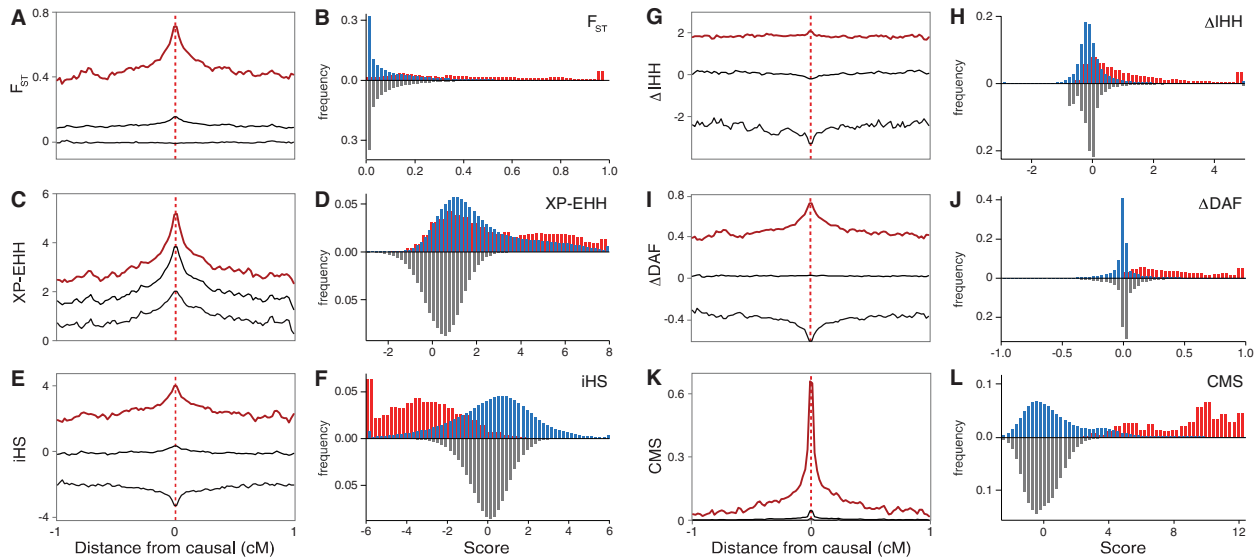 A
0.8
0.4
0
F_ST
B
F_ST
0.3
0.0
0.3
frequency
0.0 0.2 0.4 0.6 0.8 1.0
C
6
4
2
0
XP-EHH
D
XP-EHH
0.05
0.00
0.05
frequency
-2 0 2 4 6 8
E
4
0
-4
iHS
-1 0 1
Distance from causal (cM)
F
iHS
0.05
0.00
0.05
frequency
-6 -4 -2 0 2 4 6
Score
G
2
0
-2
ΔIHH
H
ΔIHH
0.2
0
0.2
frequency
-2 0 2 4
I
0.8
0.4
0
-0.4
ΔDAF
J
ΔDAF
0.4
0.2
0
0.2
frequency
-1.0 -0.5 0.0 0.5 1.0
K
0.6
0.3
0
CMS
-1 0 1
Distance from causal (cM)
L
CMS
0.1
0.0
0.1
frequency
0 4 8 12
Score